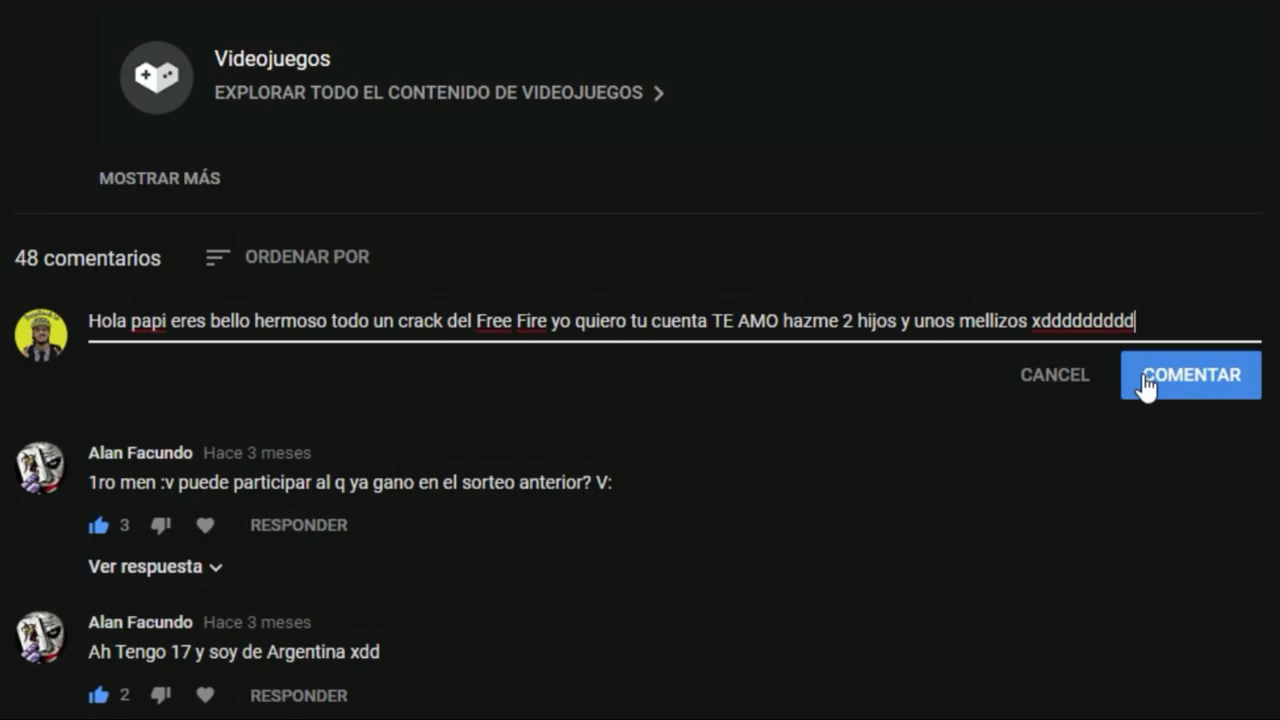 Videojuegos
EXPLORAR TODO EL CONTENIDO DE VIDEOJUEGOS
MOSTRAR MÁS
48 comentarios ORDENAR POR
Hola papi eres bello hermoso todo un crack del Free Fire yo quiero tu cuenta TE AMO hazme 2 hijos y unos mellizos xddddddddd
CANCEL COMENTAR
Alan Facundo Hace 3 meses
1ro men :v puede participar al q ya gano en el sorteo anterior? V:
3 RESPONDER
Ver respuesta
Alan Facundo Hace 3 meses
Ah Tengo 17 y soy de Argentina xdd
2 RESPONDER